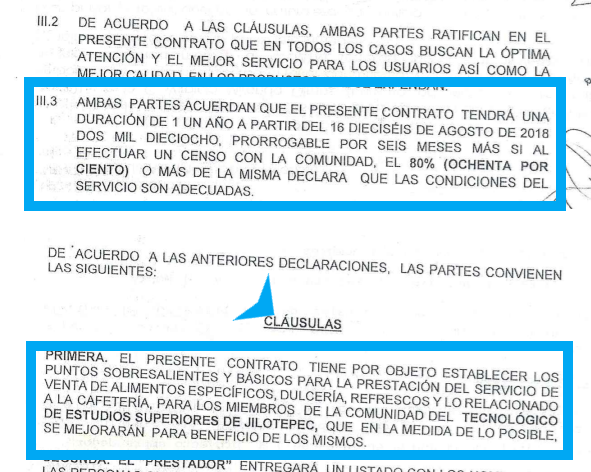 III.2 DE ACUERDO A LAS CLÁUSULAS, AMBAS PARTES RATIFICAN EN EL
PRESENTE CONTRATO QUE EN TODOS LOS CASOS BUSCAN LA ÓPTIMA
ATENCIÓN Y EL MEJOR SERVICIO PARA LOS USUARIOS ASÍ COMO LA
MEJOR CALIDAD EN LOS
III.3 AMBAS PARTES ACUERDAN QUE EL PRESENTE CONTRATO TENDRÁ UNA
DURACIÓN DE 1 UN AÑO A PARTIR DEL 16 DIECISÉIS DE AGOSTO DE 2018
DOS MIL DIECIOCHO, PRORROGABLE POR SEIS MESES MÁS SI AL
EFECTUAR UN CENSO CON LA COMUNIDAD, EL 80% (OCHENTA POR
CIENTO) O MÁS DE LA MISMA DECLARA QUE LAS CONDICIONES DEL
SERVICIO SON ADECUADAS.
DE ACUERDO A LAS ANTERIORES DECLARACIONES, LAS PARTES CONVIENEN
LAS SIGUIENTES:
CLÁUSULAS
PRIMERA. EL PRESENTE CONTRATO TIENE POR OBJETO ESTABLECER LOS
PUNTOS SOBRESALIENTES Y BÁSICOS PARA LA PRESTACIÓN DEL SERVICIO DE
VENTA DE ALIMENTOS ESPECÍFICOS, DULCERÍA, REFRESCOS Y LO RELACIONADO
A LA CAFETERÍA, PARA LOS MIEMBROS DE LA COMUNIDAD DEL TECNOLÓGICO
DE ESTUDIOS SUPERIORES DE JILOTEPEC, QUE EN LA MEDIDA DE LO POSIBLE,
SE MEJORARÁN PARA BENEFICIO DE LOS MISMOS.
SEGUNDA. EL PRESTADOR" ENTREGARÁ UN LISTADO CON LOS